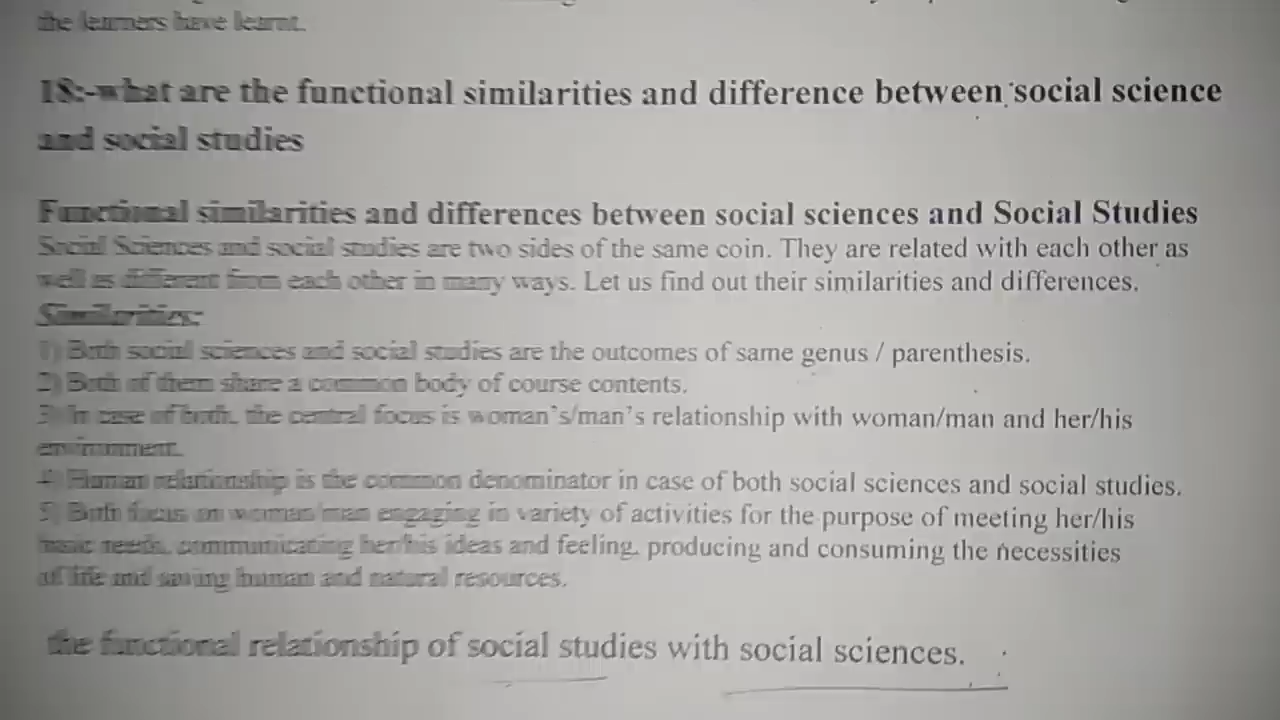 the learners have learnt.
18:-what are the functional similarities and difference between social science
and social studies
Functional similarities and differences between social sciences and Social Studies
Social Sciences and social studies are two sides of the same coin. They are related with each other as
well as different from each other in many ways. Let us find out their similarities and differences.
Similarities:
1) Both social sciences and social studies are the outcomes of same genus / parenthesis.
2) Both of them share a common body of course contents.
3) In case of both, the central focus is woman's/man's relationship with woman/man and her/his
environment.
4) Human relationship is the common denominator in case of both social sciences and social studies.
5) Both focus on woman/man engaging in variety of activities for the purpose of meeting her/his
basic needs, communicating her/his ideas and feeling, producing and consuming the necessities
of life and saving human and natural resources.
the functional relationship of social studies with social sciences.